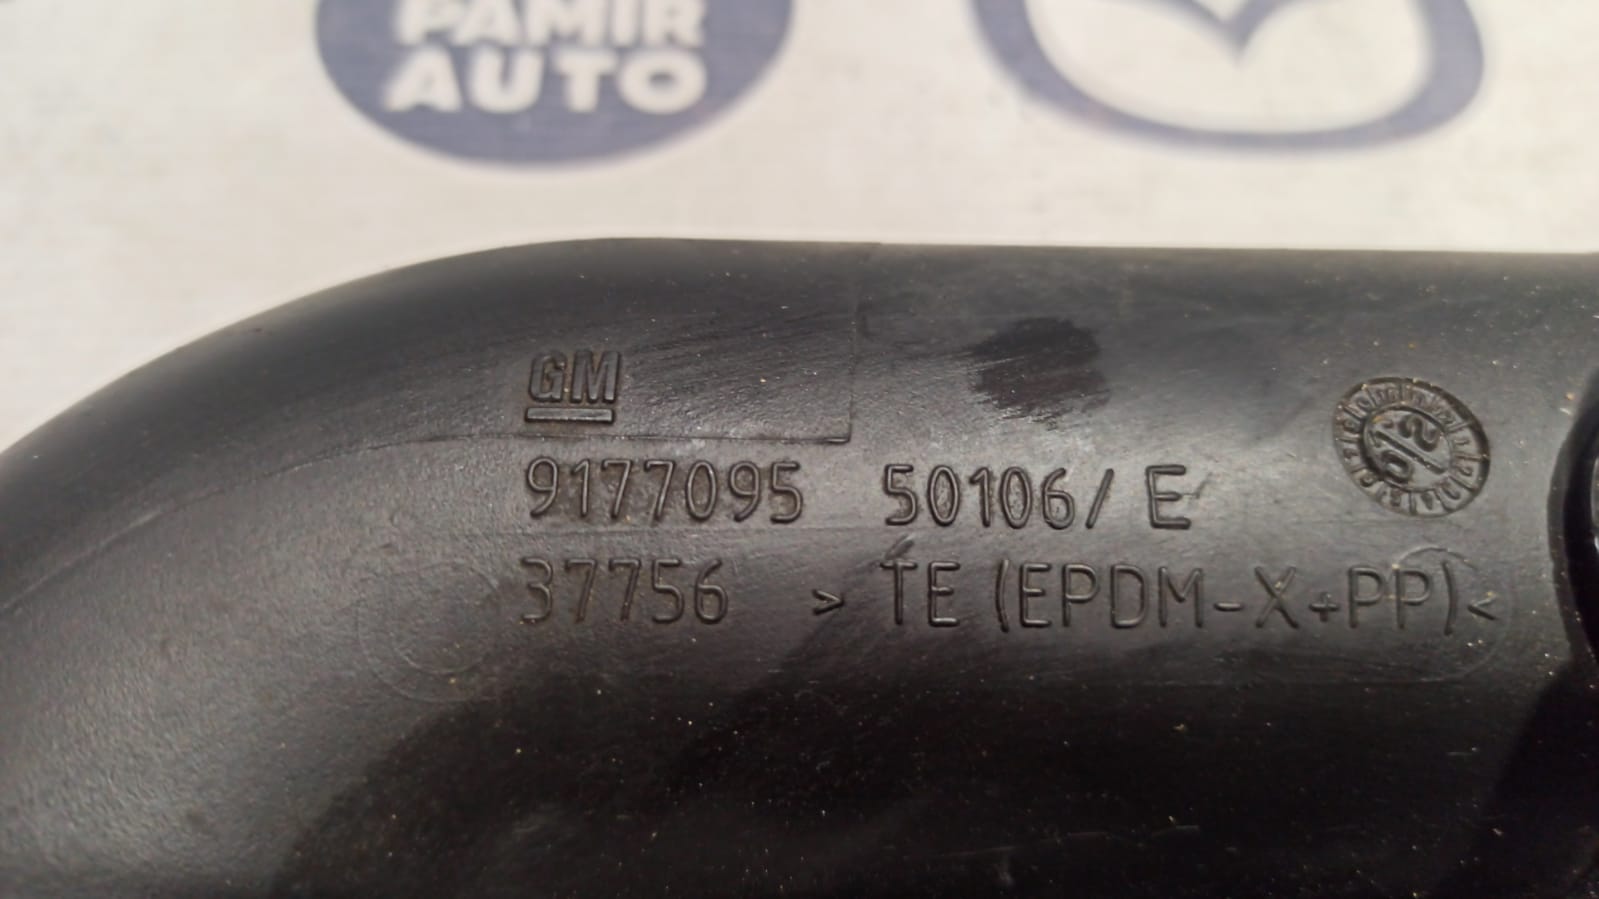 PAMIR
AUTO
GM
9177095 50106/ E
37756 > TE (EPDM-X+PP)<